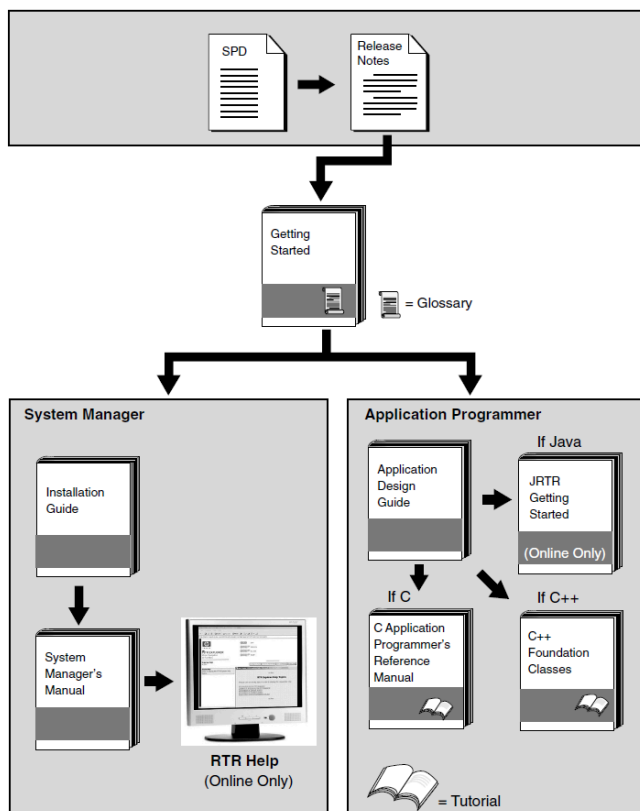 SPD
Release
Notes
Getting
Started
= Glossary
System Manager
Installation
Guide
System
Manager's
Manual
RTR Help
(Online Only)
Application Programmer
If Java
Application
Design
Guide
JRTR
Getting
Started
(Online Only)
If C
If C++
C Application
Programmer's
Reference
Manual
C++
Foundation
Classes
= Tutorial